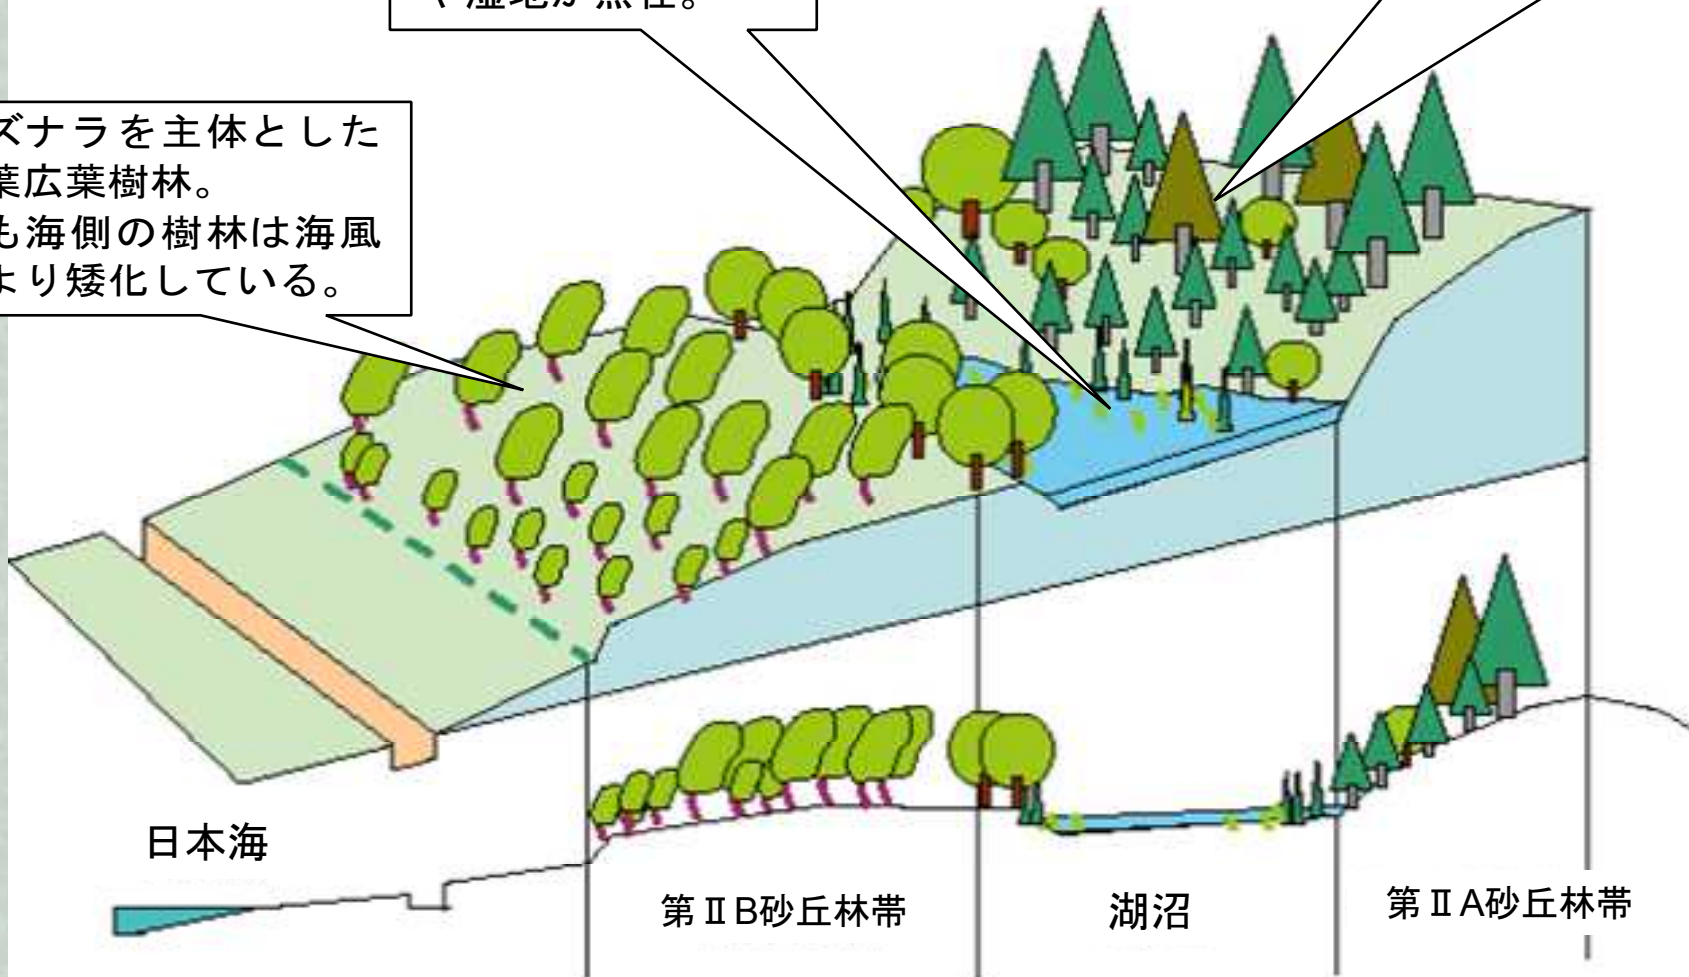 湿地が点在。
ズナラを主体とした
葉広葉樹林。
も海側の樹林は海風
より矮化している。
日本海
第ⅡB砂丘林帯
湖沼
第ⅡA砂丘林帯